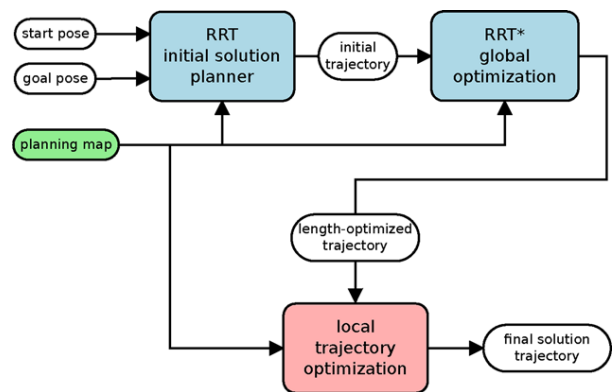 start pose
goal pose
planning map
RRT
initial solution
planner
initial
trajectory
RRT*
global
optimization
length-optimized
trajectory
local
trajectory
optimization
final solution
trajectory